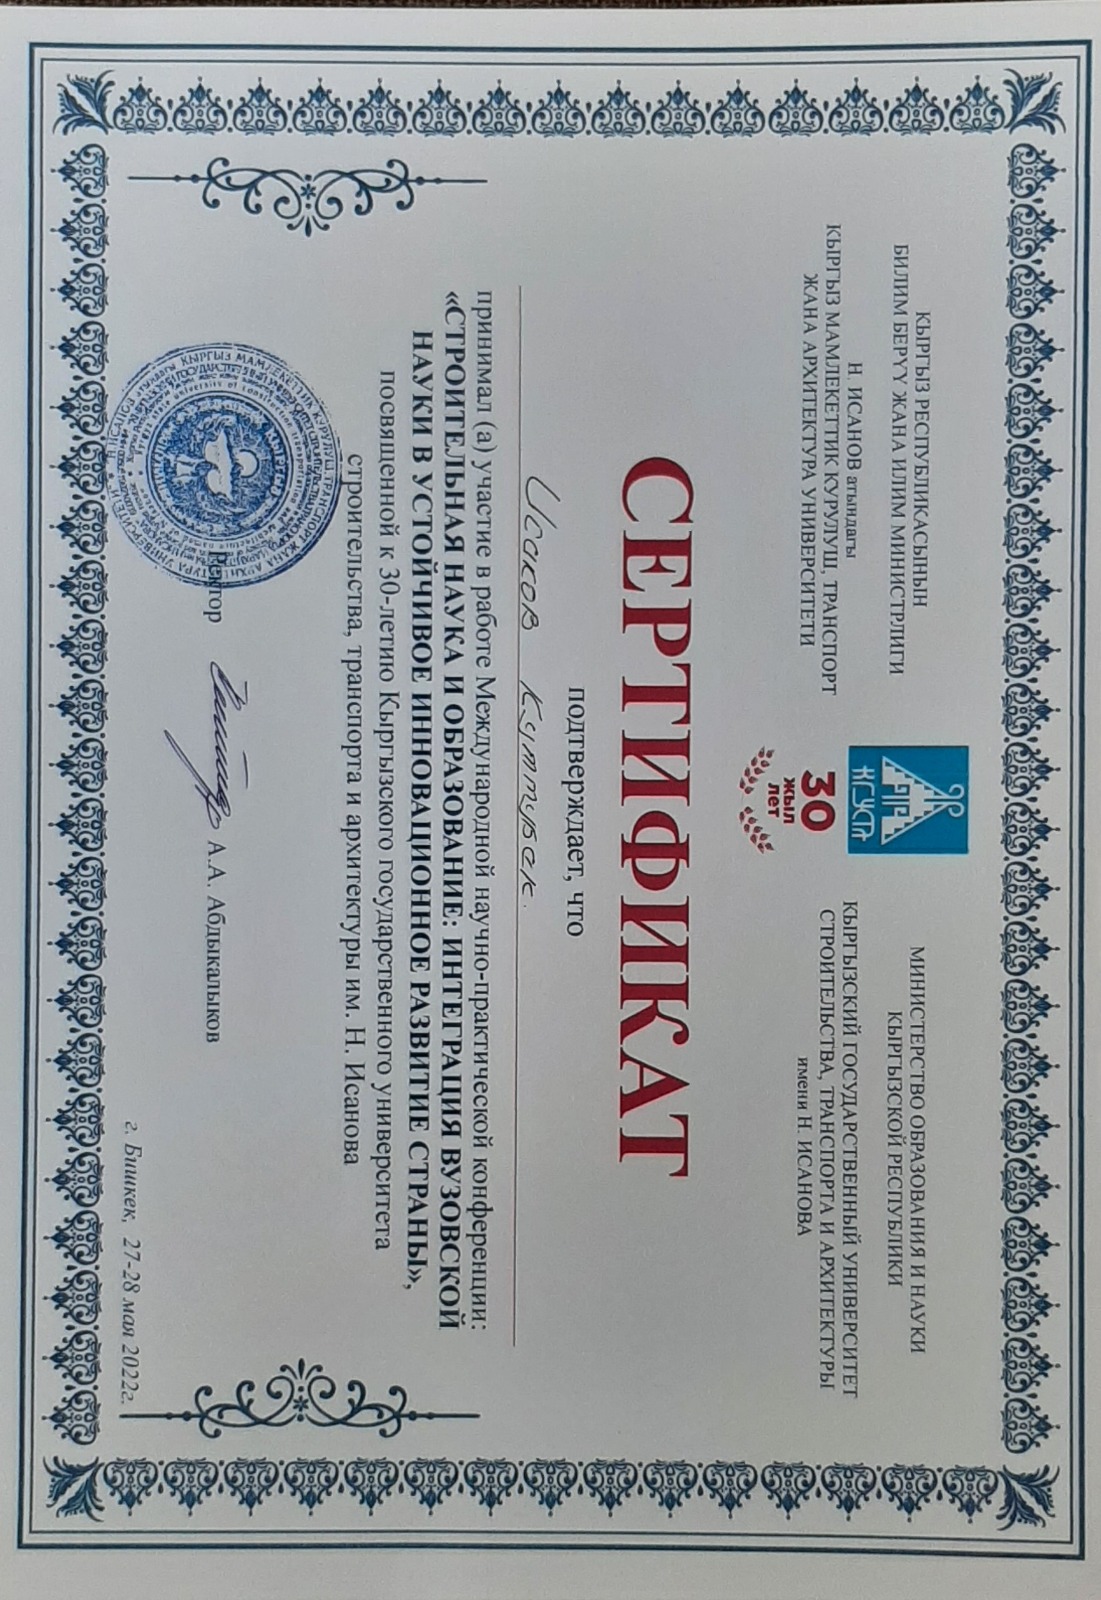 КЫРГЫЗ РЕСПУБЛИКАСЫНЫН
БИЛИМ БЕРҮҮ ЖАНА ИЛИМ МИНИСТРЛИГИ
Н. ИСАНОВ атындагы
КЫРГЫЗ МАМЛЕКЕТТИК КУРУЛУШ, ТРАНСПОРТ
ЖАНА АРХИТЕКТУРА УНИВЕРСИТЕТИ
КГУСТА
30
ЖЫЛ
ЛЕТ
МИНИСТЕРСТВО ОБРАЗОВАНИЯ И НАУКИ
КЫРГЫЗСКОЙ РЕСПУБЛИКИ
КЫРГЫЗСКИЙ ГОСУДАРСТВЕННЫЙ УНИВЕРСИТЕТ
СТРОИТЕЛЬСТВА, ТРАНСПОРТА И АРХИТЕКТУРЫ
имени Н. ИСАНОВА
СЕРТИФИКАТ
подтверждает, что
Исаков Куттубек.
принимал (а) участие в работе Международной научно-практической конференции:
«СТРОИТЕЛЬНАЯ НАУКА И ОБРАЗОВАНИЕ: ИНТЕГРАЦИЯ ВУЗОВСКОЙ
НАУКИ В УСТОЙЧИВОЕ ИННОВАЦИОННОЕ РАЗВИТИЕ СТРАНЫ»,
посвященной к 30-летию Кыргызского государственного университета
строительства, транспорта и архитектуры им. Н. Исанова
Ректор А.А. Абдыкалыков
г. Бишкек, 27-28 мая 2022г.